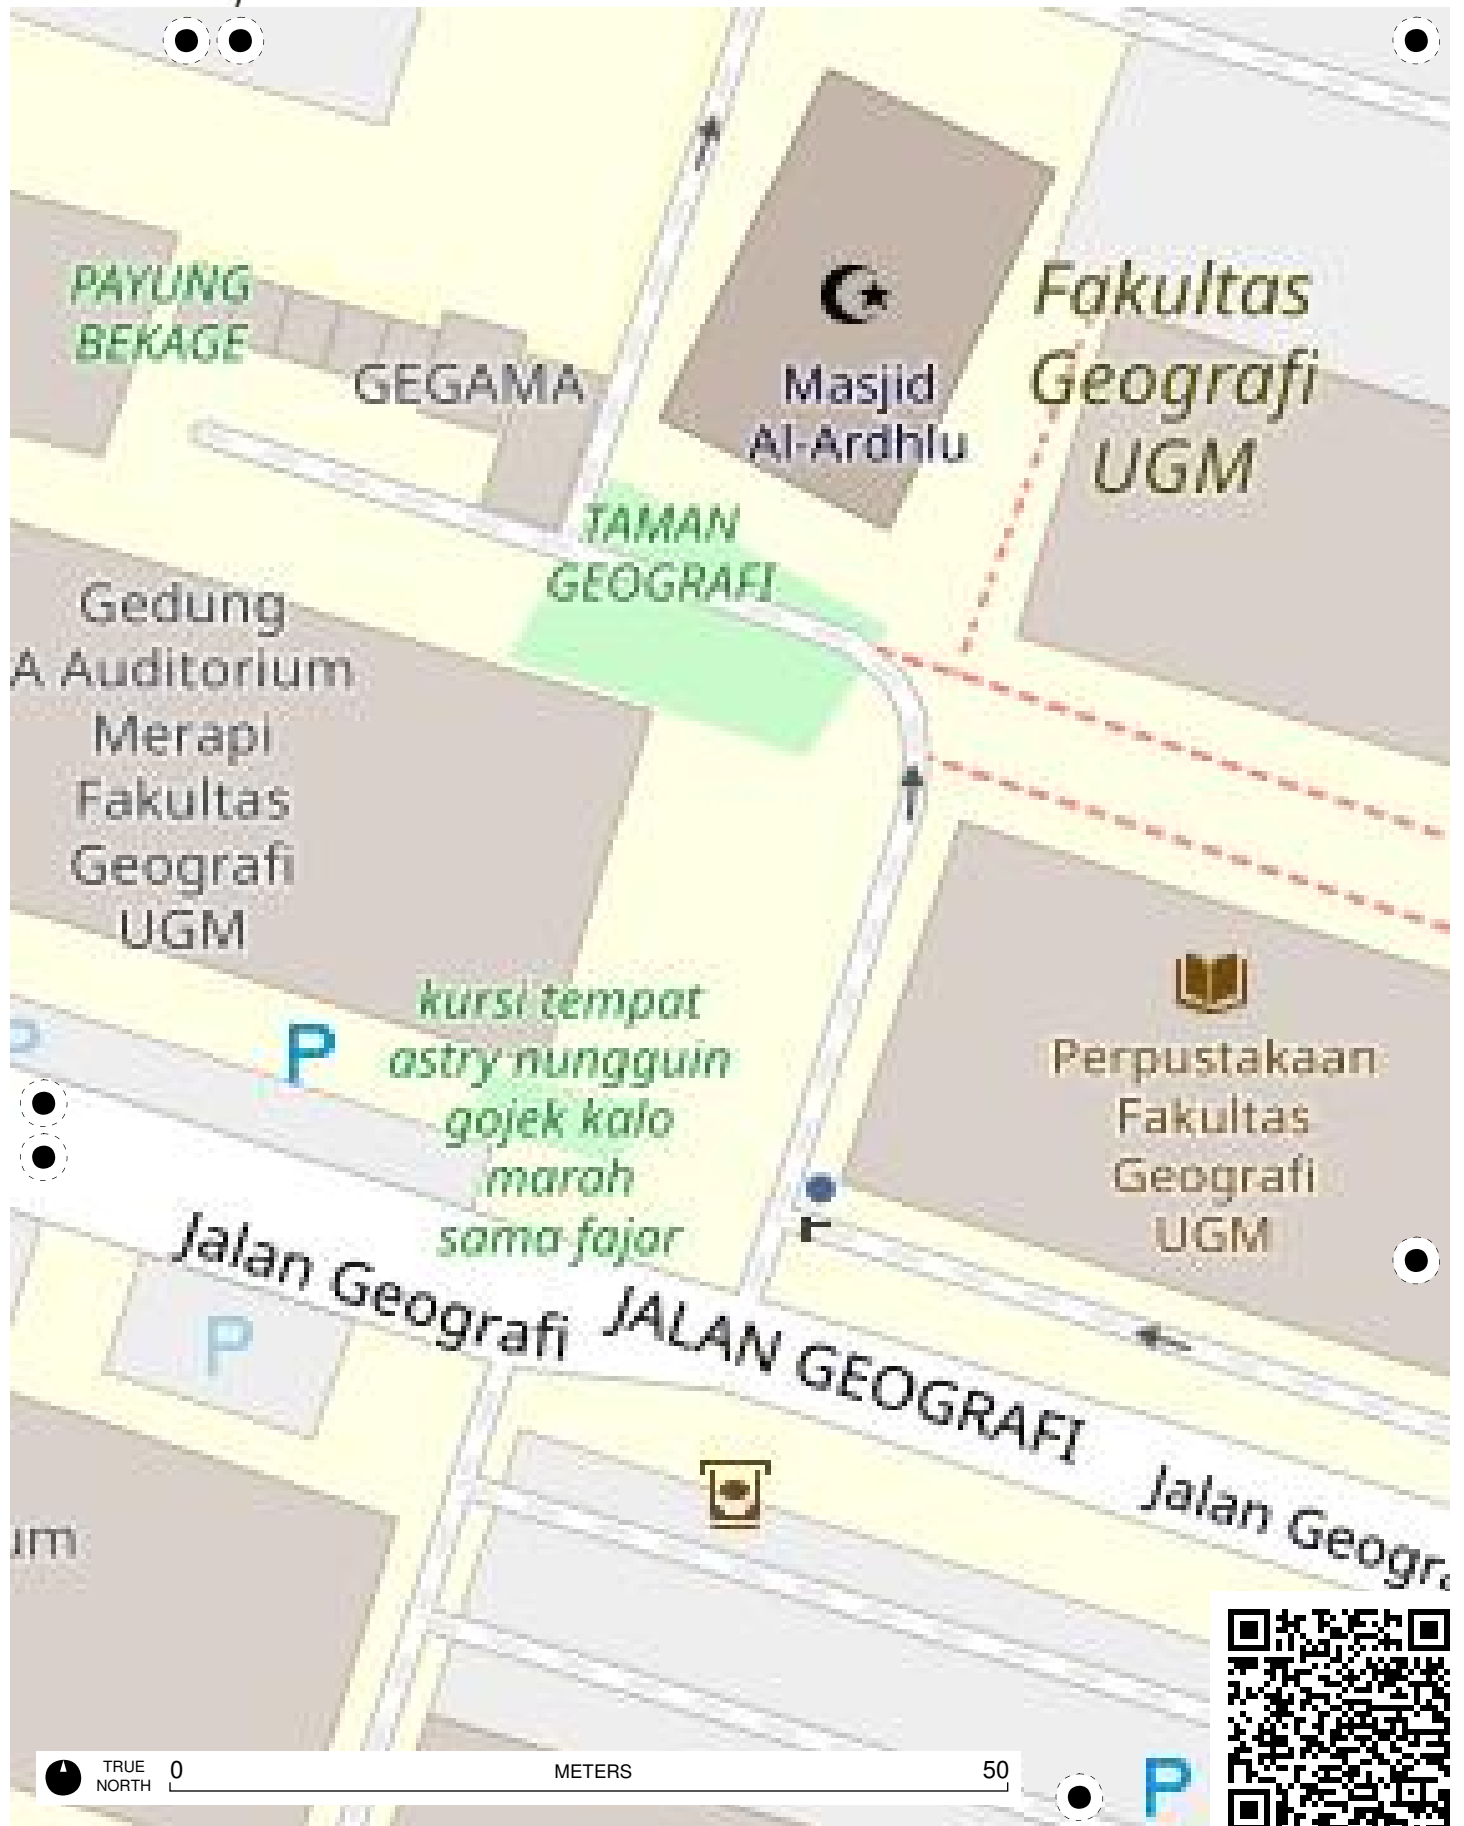 PAYUNG
BEKAGE
GEGAMA
Masjid
Al-Ardhlu
Fakultas
Geografi
UGM
TAMAN
GEOGRAFI
Gedung
A Auditorium
Merapi
Fakultas
Geografi
UGM
P
kursi tempat
astry nungguin
gojek kalo
marah
sama fajar
P
Perpustakaan
Fakultas
Geografi
UGM
Jalan Geografi
JALAN GEOGRAFI
Jalan Geogra
P
um
TRUE
NORTH
0
METERS
50
P